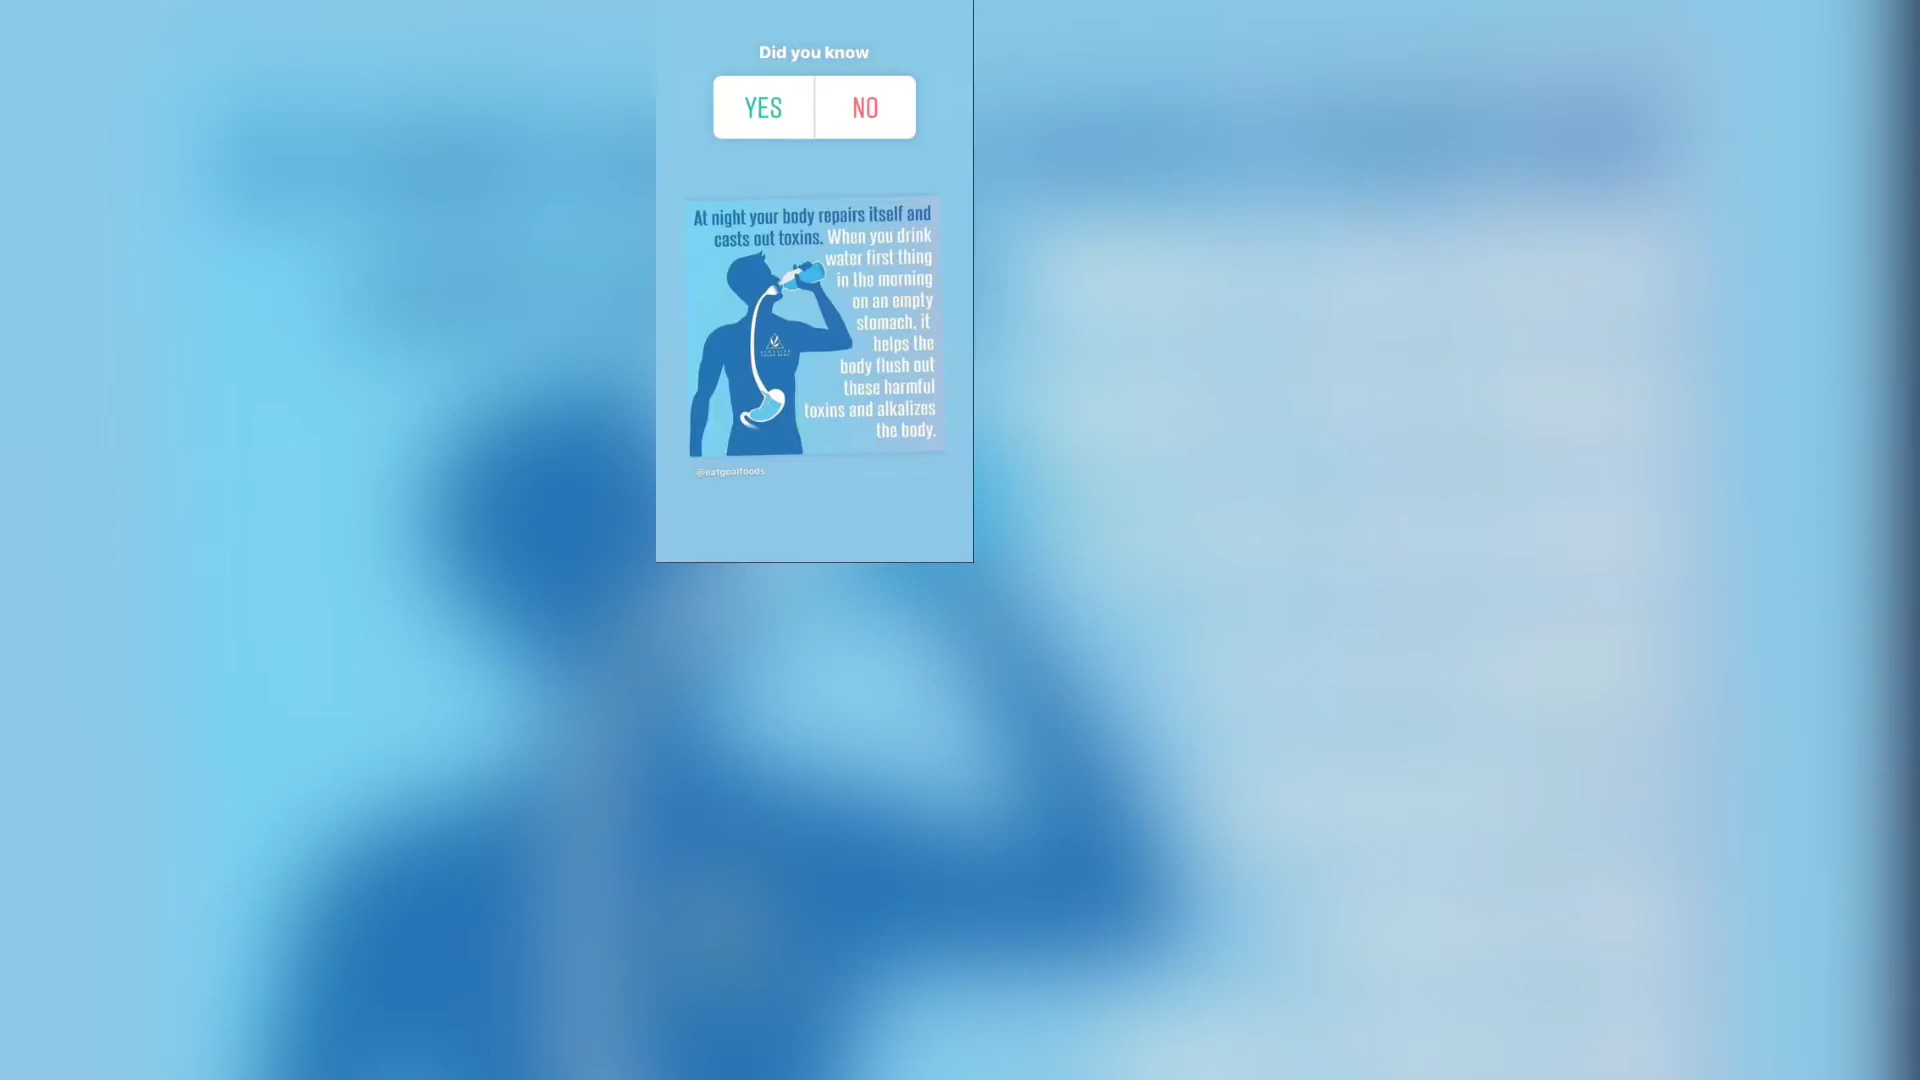 Did you know
YES NO
At night your body repairs itself and
casts out toxins. When you drink
water first thing
in the morning
on an empty
stomach, it
helps the
body flush out
these harmful
toxins and alkalizes
the body.
@eatgoalfoods